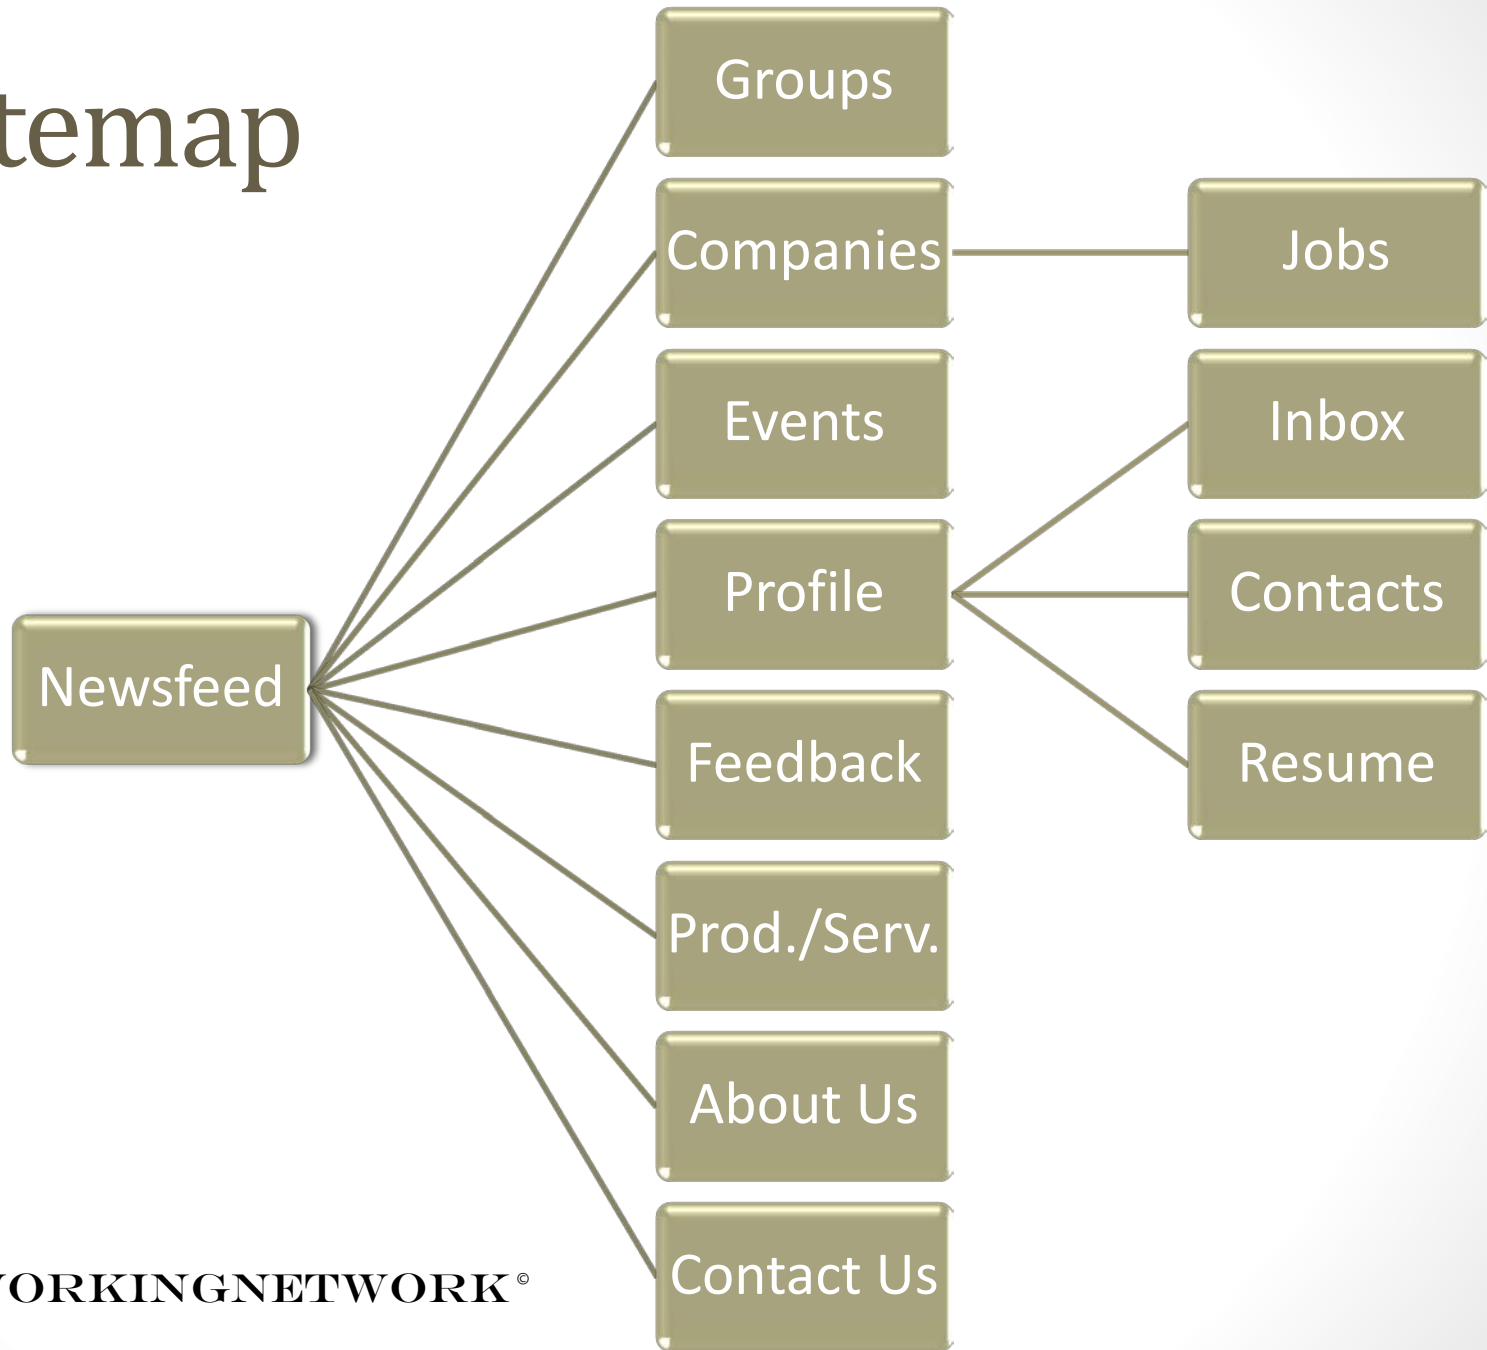 temap
Groups
Companies
Jobs
Events
Inbox
Profile
Contacts
Newsfeed
Feedback
Resume
Prod./Serv.
About Us
Contact Us
ORKINGNETWORK©